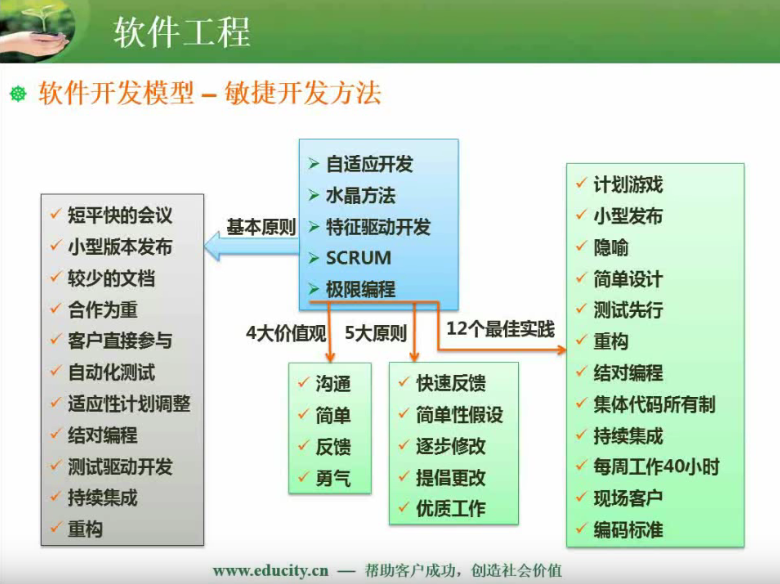 软件工程
软件开发模型 – 敏捷开发方法
自适应开发
水晶方法
特征驱动开发
SCRUM
极限编程
基本原则
短平快的会议
小型版本发布
较少的文档
合作为重
客户直接参与
自动化测试
适应性计划调整
结对编程
测试驱动开发
持续集成
重构
4大价值观
沟通
简单
反馈
勇气
5大原则
快速反馈
简单性假设
逐步修改
提倡更改
优质工作
12个最佳实践
计划游戏
小型发布
隐喻
简单设计
测试先行
重构
结对编程
集体代码所有制
持续集成
每周工作40小时
现场客户
编码标准
www.educity.cn — 帮助客户成功，创造社会价值